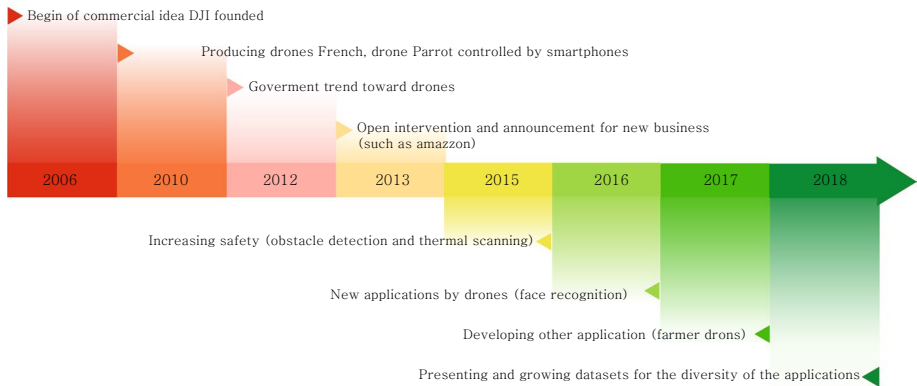 Begin of commercial idea DJI founded
Producing drones French, drone Parrot controlled by smartphones
Goverment trend toward drones
Open intervention and announcement for new business
(such as amazzon)
2006 2010 2012 2013 2015 2016 2017 2018
Increasing safety (obstacle detection and thermal scanning)
New applications by drones (face recognition)
Developing other application (farmer drons)
Presenting and growing datasets for the diversity of the applications